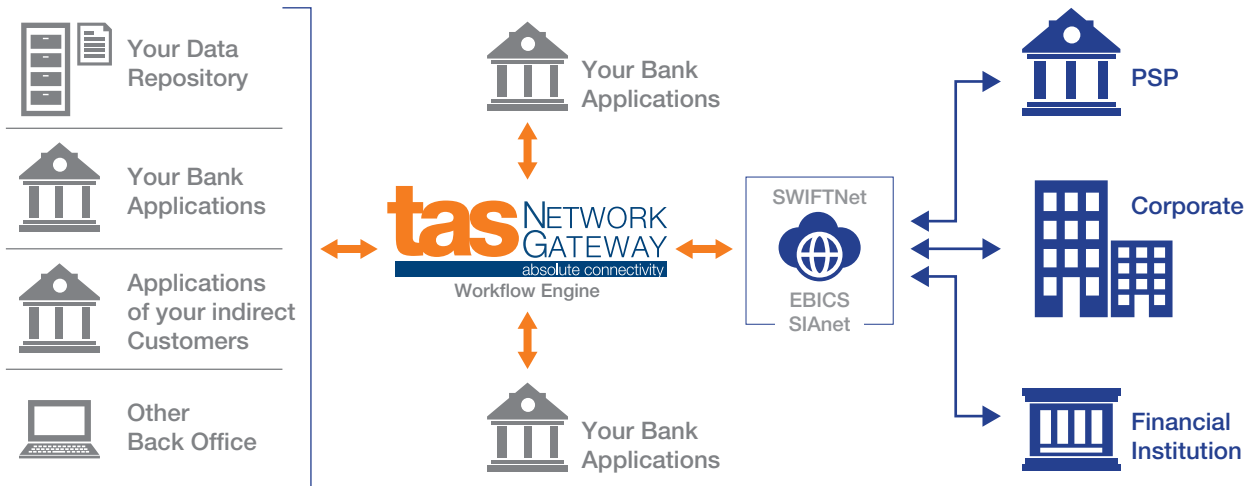 Your Data
Repository
Your Bank
Applications
Applications
of your indirect
Customers
Other
Back Office
Your Bank
Applications
tas NETWORK
GATEWAY
absolute connectivity
Workflow Engine
Your Bank
Applications
SWIFTNet
EBICS
SIAnet
PSP
Corporate
Financial
Institution